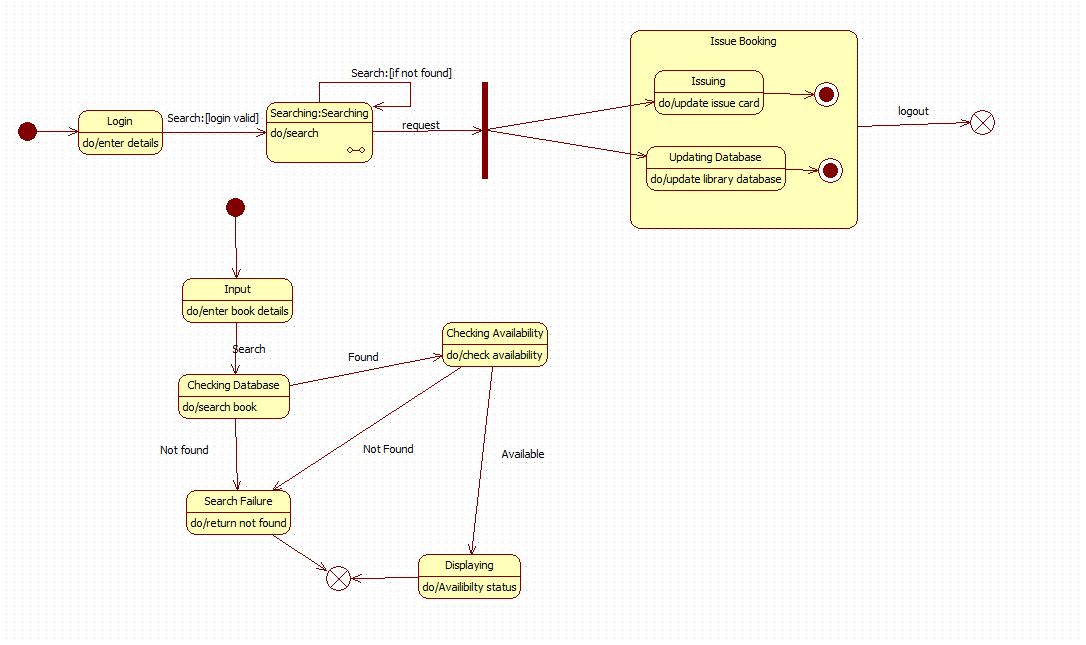 Issue Booking
Search:[if not found]
Issuing
do/update issue card
Login
do/enter details
Search:[login valid]
Searching:Searching
do/search
request
logout
Updating Database
do/update library database
Input
do/enter book details
Search
Checking Availability
do/check availability
Found
Checking Database
do/search book
Not found
Not Found
Available
Search Failure
do/return not found
Displaying
do/Availibilty status